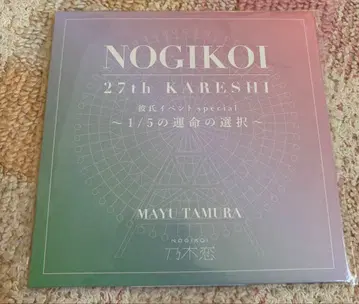 NOGIKOI
27th KARESHI
彼氏イベントspecial
～1/5の運命の選択～
MAYU TAMURA
NOGIKOI
乃木恋